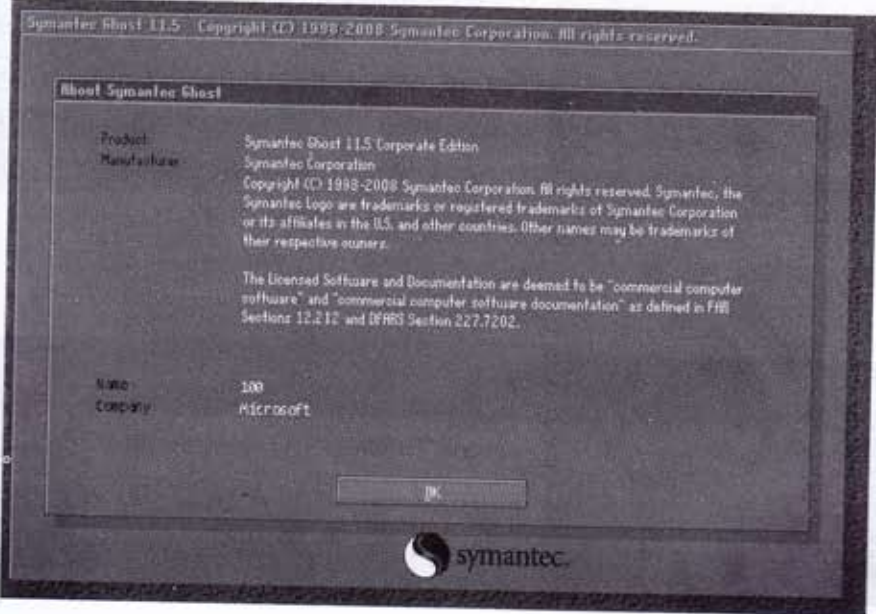 Symantec Ghost 11.5 Copyright (C) 1998-2008 Symantec Corporation. All rights reserved.
About Symantec Ghost
Product: Symantec Ghost 11.5 Corporate Edition
Manufacturer: Symantec Corporation
Copyright (C) 1998-2008 Symantec Corporation. All rights reserved. Symantec, the
Symantec Logo are trademarks or registered trademarks of Symantec Corporation
or its affiliates in the U.S. and other countries. Other names may be trademarks of
their respective owners.
The Licensed Software and Documentation are deemed to be "commercial computer
software" and "commercial computer software documentation" as defined in FAR
Sections 12.212 and DFARS Section 227.7202.
Name: 100
Company: Microsoft
OK
symantec.